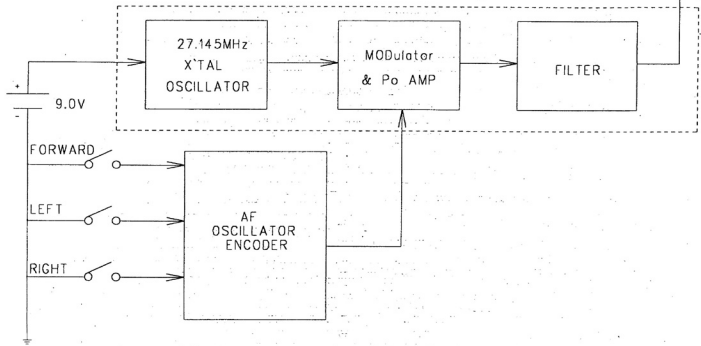 27.145MHz
X'TAL
OSCILLATOR
MODulator
& Po AMP
FILTER
+
9.0V
-
FORWARD
LEFT
RIGHT
AF
OSCILLATOR
ENCODER